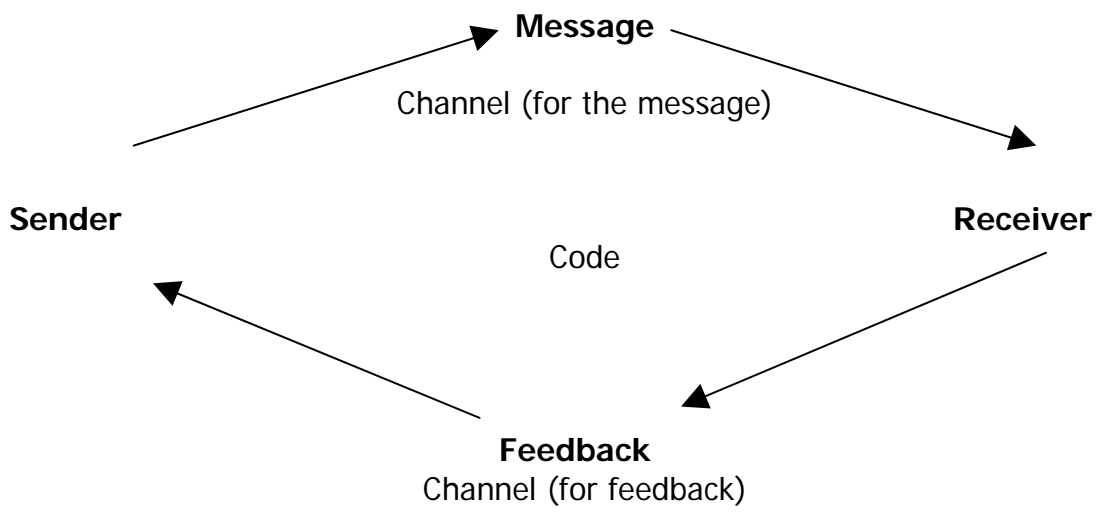 Message
Channel (for the message)
Sender
Receiver
Code
Feedback
Channel (for feedback)